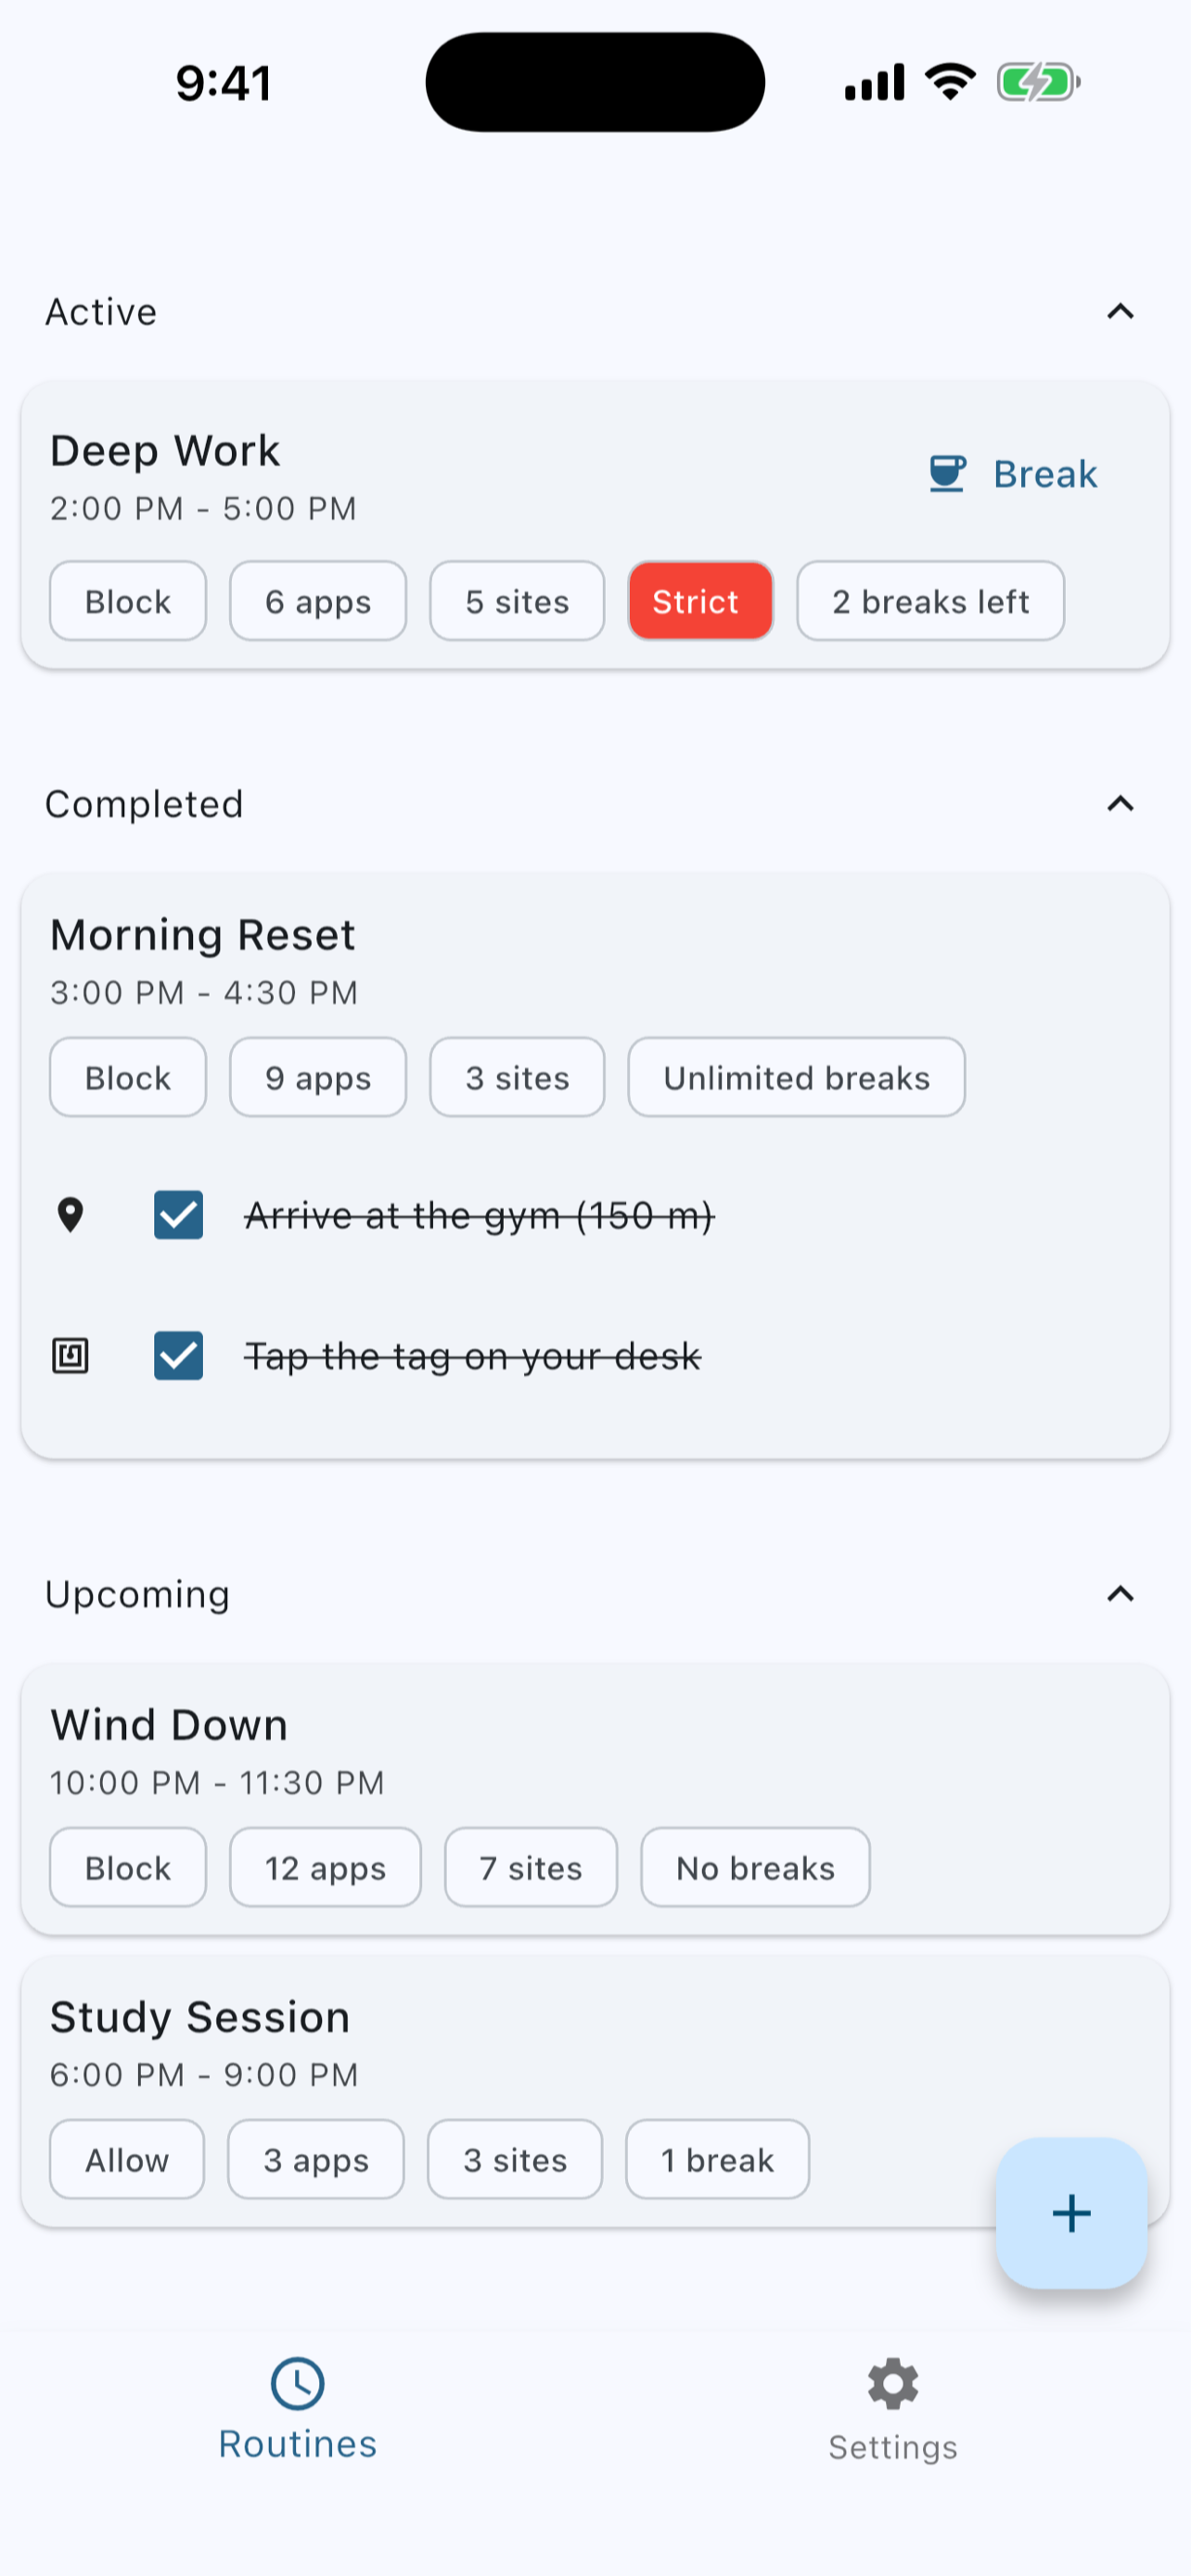 9:41
Active
Deep Work
2:00 PM - 5:00 PM
Break
Block 6 apps 5 sites Strict 2 breaks left
Completed
Morning Reset
3:00 PM - 4:30 PM
Block 9 apps 3 sites Unlimited breaks
Arrive at the gym (150 m)
Tap the tag on your desk
Upcoming
Wind Down
10:00 PM - 11:30 PM
Block 12 apps 7 sites No breaks
Study Session
6:00 PM - 9:00 PM
Allow 3 apps 3 sites 1 break
+
Routines Settings